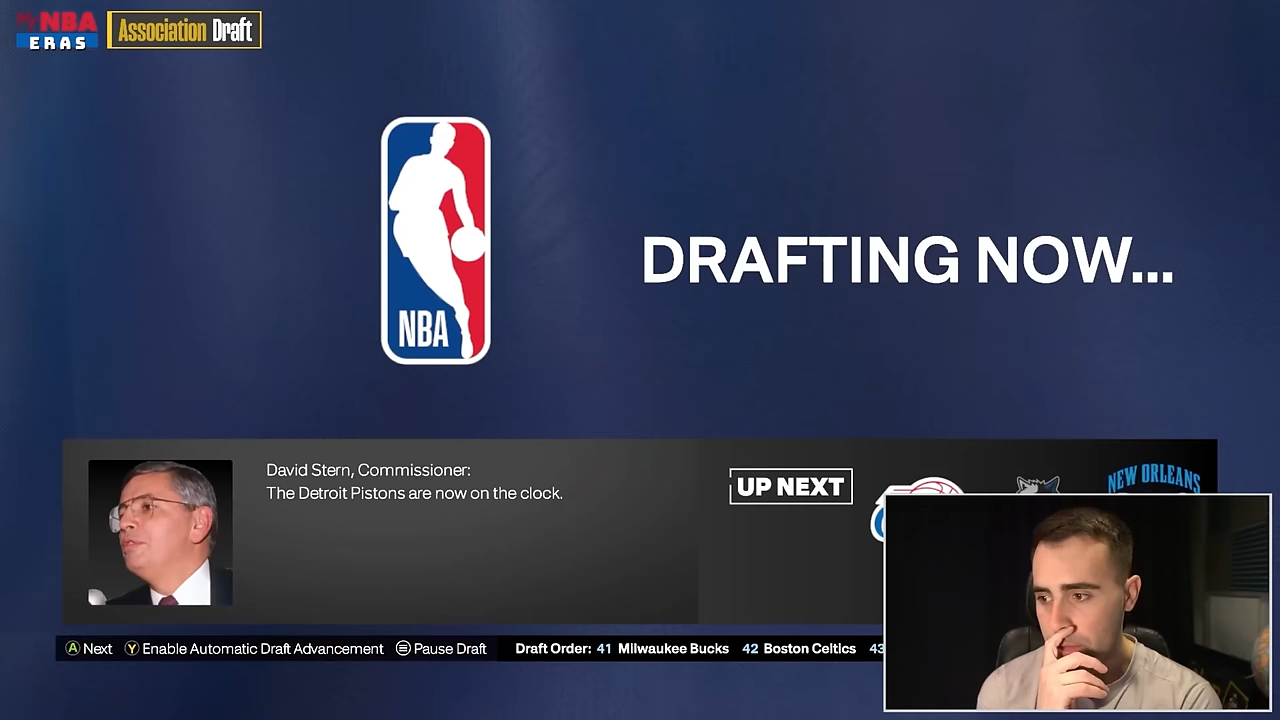 MyNBA
ERAS
Association Draft
NBA
DRAFTING NOW...
David Stern, Commissioner:
The Detroit Pistons are now on the clock.
UP NEXT
NEW ORLEANS
A Next Y Enable Automatic Draft Advancement Pause Draft Draft Order: 41 Milwaukee Bucks 42 Boston Celtics 43